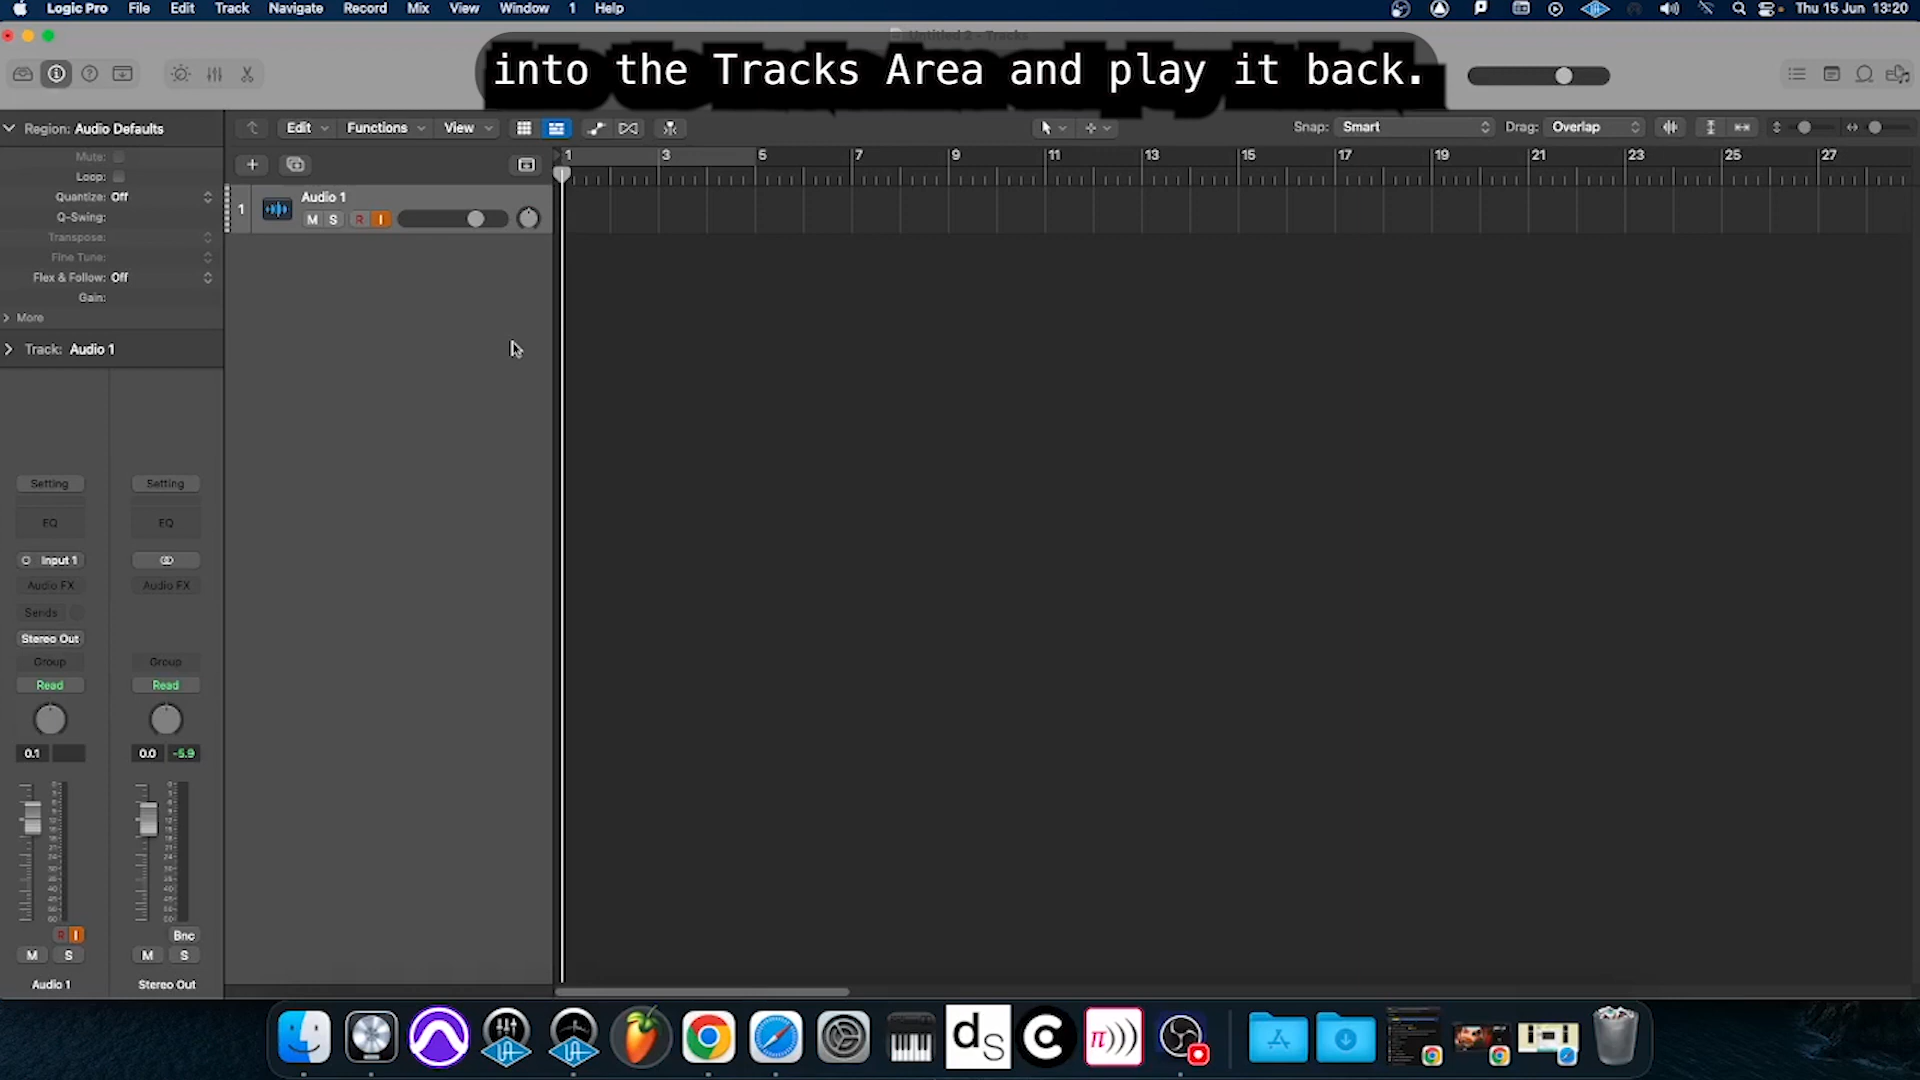 Logic Pro File Edit Track Navigate Record Mix View Window 1 Help Thu 15 Jun 13:20
Untitled 2 - Tracks
into the Tracks Area and play it back.
Region: Audio Defaults
Edit Functions View Snap: Smart Drag: Overlap
Mute:
Loop:
Quantize: Off
Q-Swing:
Transpose:
Fine Tune:
Flex & Follow: Off
Gain:
More
Track: Audio 1
1 3 5 7 9 11 13 15 17 19 21 23 25 27
1 Audio 1
M S R I
Setting Setting
EQ EQ
Input 1
Audio FX Audio FX
Sends
Stereo Out
Group Group
Read Read
0.1 0.0 -5.9
R I Bnc
M S M S
Audio 1 Stereo Out
ds
C
π)))